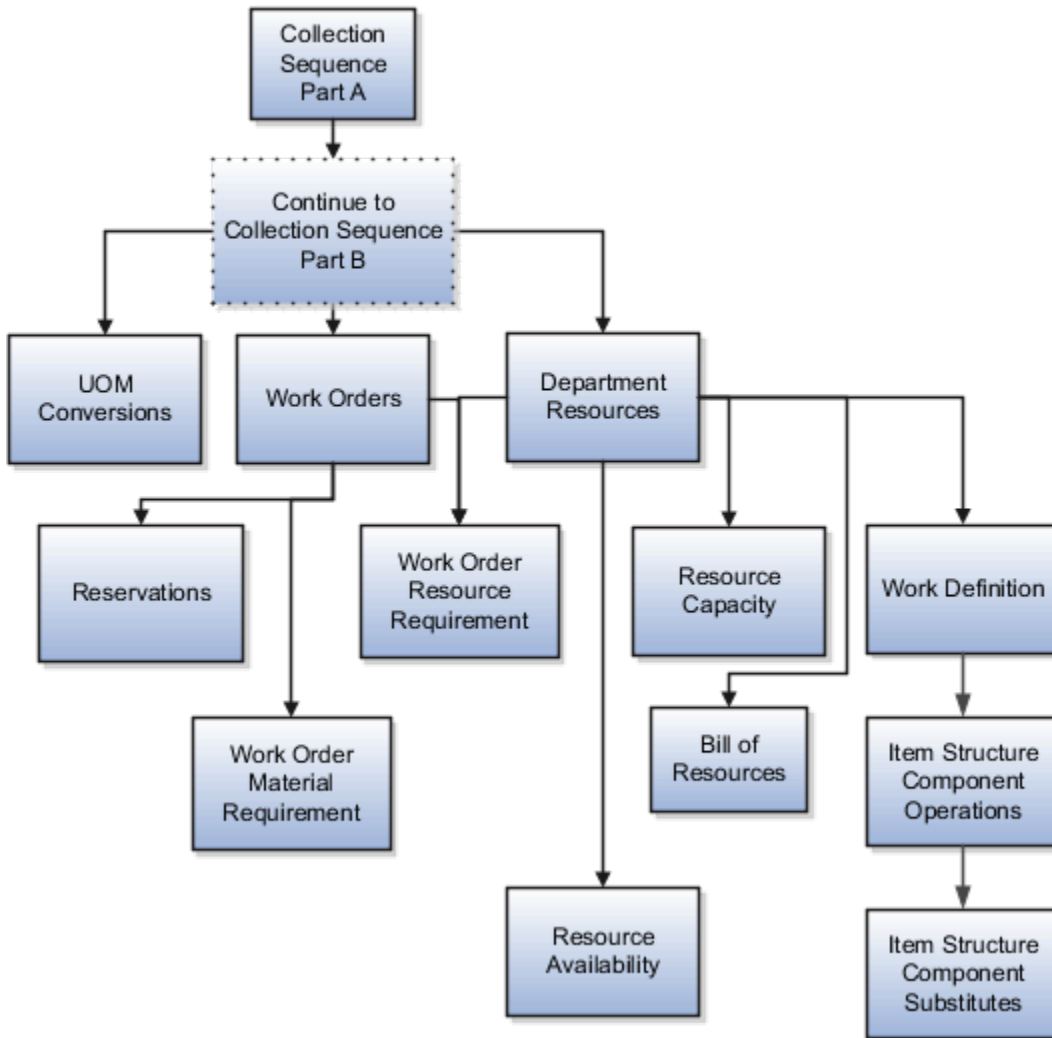 Collection
Sequence
Part A
Continue to
Collection Sequence
Part B
UOM
Conversions
Work Orders
Department
Resources
Reservations
Work Order
Resource
Requirement
Resource
Capacity
Work Definition
Work Order
Material
Requirement
Bill of
Resources
Item Structure
Component
Operations
Resource
Availability
Item Structure
Component
Substitutes